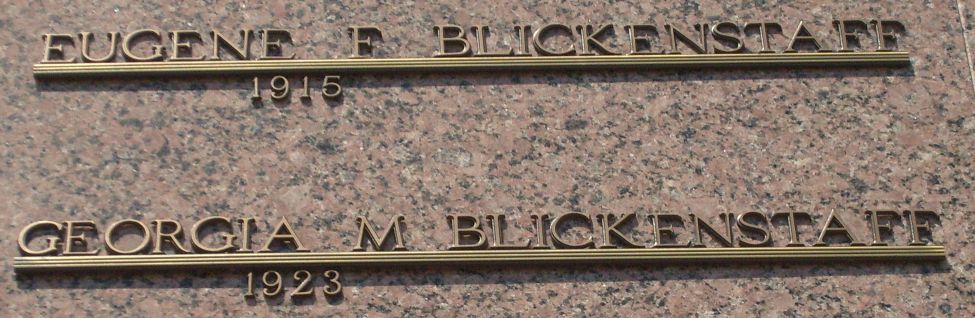 EUGENE F BLICKENSTAFF
1915
GEORGIA M BLICKENSTAFF
1923